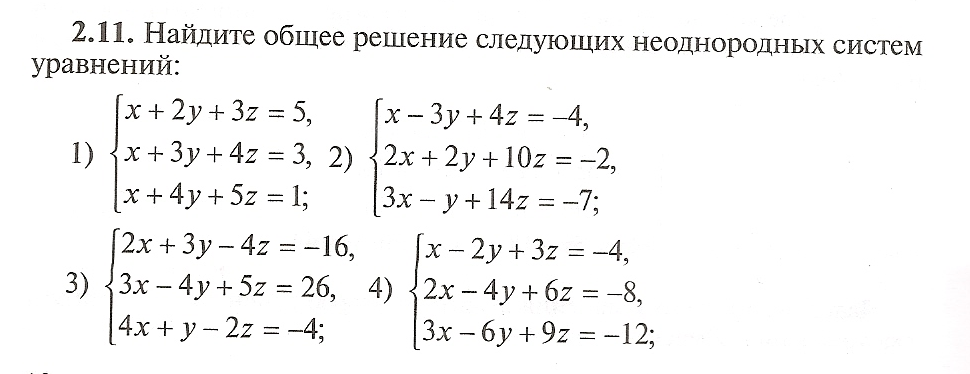 2.11. Найдите общее решение следующих неоднородных систем
уравнений:
1) { x + 2y + 3z = 5, x + 3y + 4z = 3, x + 4y + 5z = 1;
2) { x – 3y + 4z = –4, 2x + 2y + 10z = –2, 3x – y + 14z = –7;
3) { 2x + 3y – 4z = –16, 3x – 4y + 5z = 26, 4x + y – 2z = –4;
4) { x – 2y + 3z = –4, 2x – 4y + 6z = –8, 3x – 6y + 9z = –12;